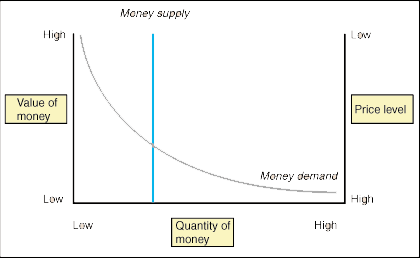 Money supply
High
Low
Value of
money
Price level
Money demand
Low
High
Low
Quantity of
money
High